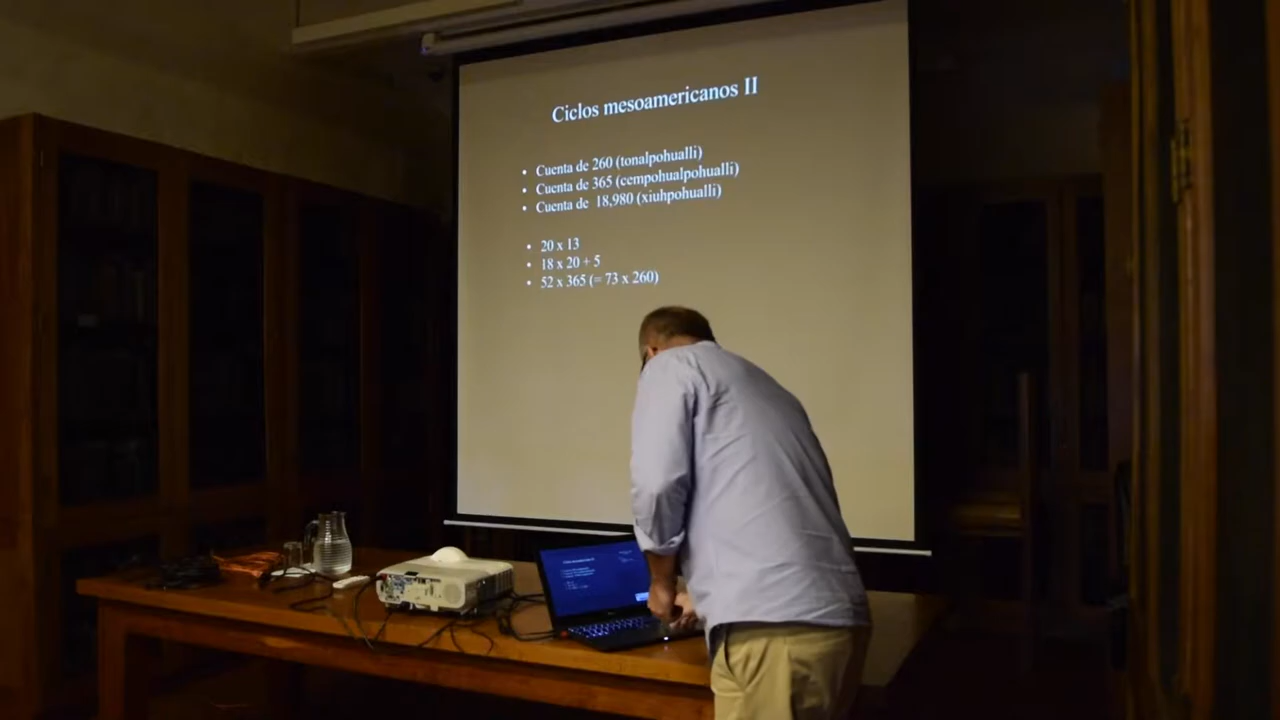 Ciclos mesoamericanos II
• Cuenta de 260 (tonalpohualli)
• Cuenta de 365 (cempohualpohualli)
• Cuenta de 18,980 (xiuhpohualli)
• 20 x 13
• 18 x 20 + 5
• 52 x 365 (= 73 x 260)